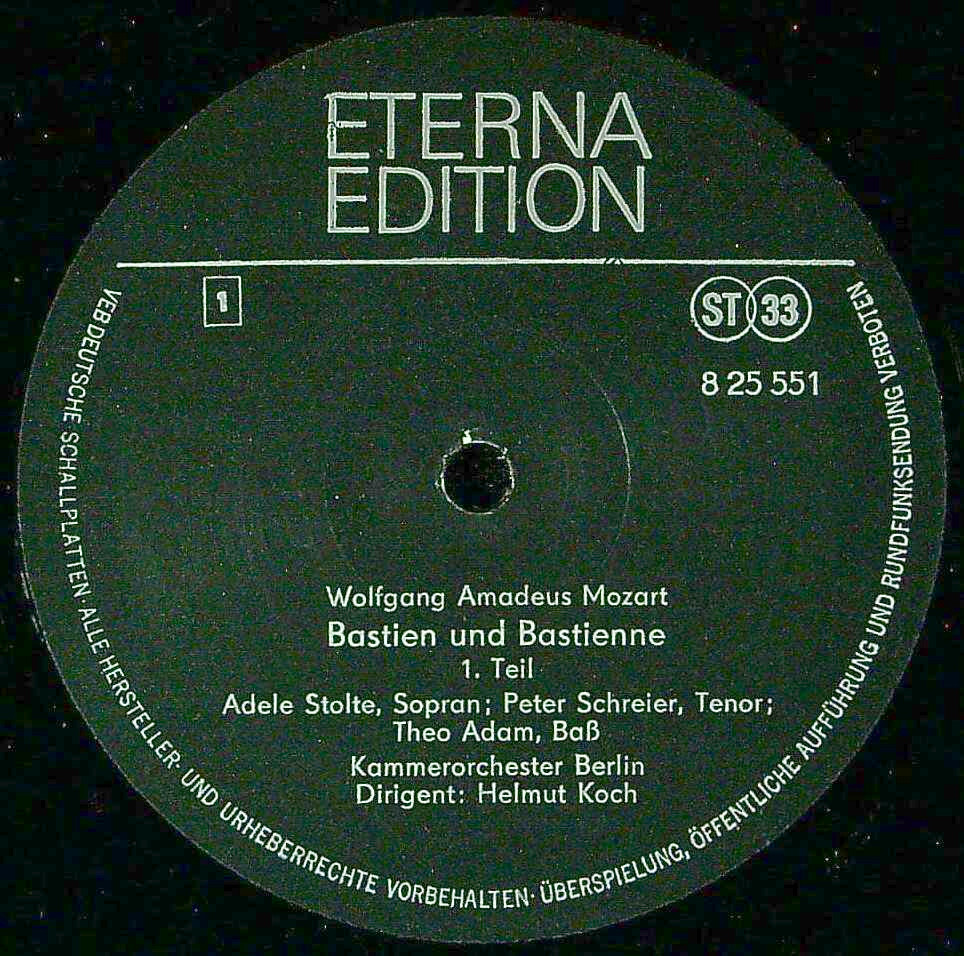 ETERNA
EDITION
1
ST 33
8 25 551
Wolfgang Amadeus Mozart
Bastien und Bastienne
1. Teil
Adele Stolte, Sopran; Peter Schreier, Tenor;
Theo Adam, Baß
Kammerorchester Berlin
Dirigent: Helmut Koch
VEB DEUTSCHE SCHALLPLATTEN · ALLE HERSTELLER- UND URHEBERRECHTE VORBEHALTEN · ÜBERSPIELUNG, ÖFFENTLICHE AUFFÜHRUNG UND RUNDFUNKSENDUNG VERBOTEN